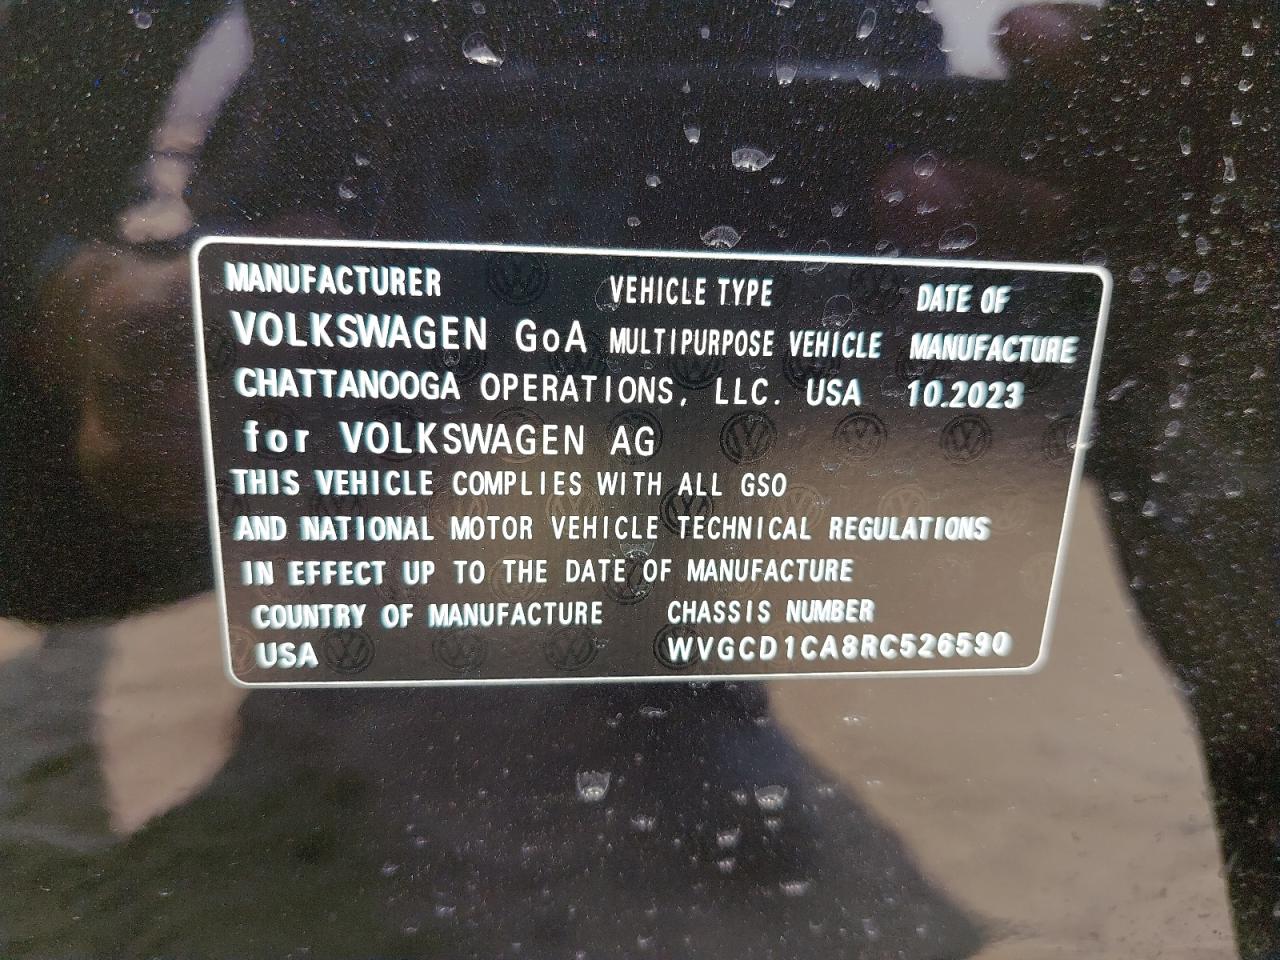 MANUFACTURER VEHICLE TYPE DATE OF
VOLKSWAGEN GoA MULTIPURPOSE VEHICLE MANUFACTURE
CHATTANOOGA OPERATIONS, LLC. USA 10.2023
for VOLKSWAGEN AG
THIS VEHICLE COMPLIES WITH ALL GSO
AND NATIONAL MOTOR VEHICLE TECHNICAL REGULATIONS
IN EFFECT UP TO THE DATE OF MANUFACTURE
COUNTRY OF MANUFACTURE CHASSIS NUMBER
USA WVGCD1CA8RC526590